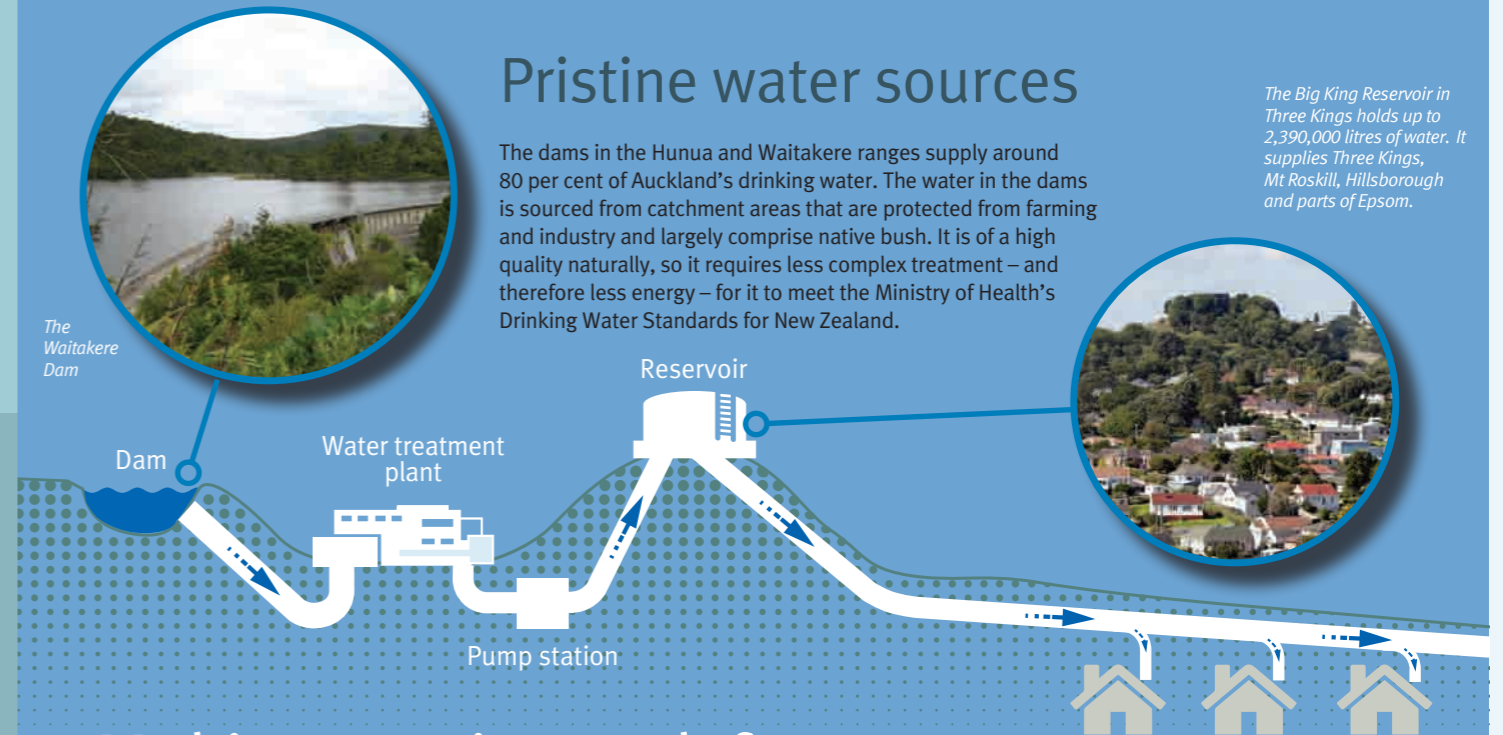 Pristine water sources
The dams in the Hunua and Waitakere ranges supply around
80 per cent of Auckland's drinking water. The water in the dams
is sourced from catchment areas that are protected from farming
and industry and largely comprise native bush. It is of a high
quality naturally, so it requires less complex treatment – and
therefore less energy – for it to meet the Ministry of Health's
Drinking Water Standards for New Zealand.
The Big King Reservoir in
Three Kings holds up to
2,390,000 litres of water. It
supplies Three Kings,
Mt Roskill, Hillsborough
and parts of Epsom.
The
Waitakere
Dam
Reservoir
Dam
Water treatment
plant
Pump station